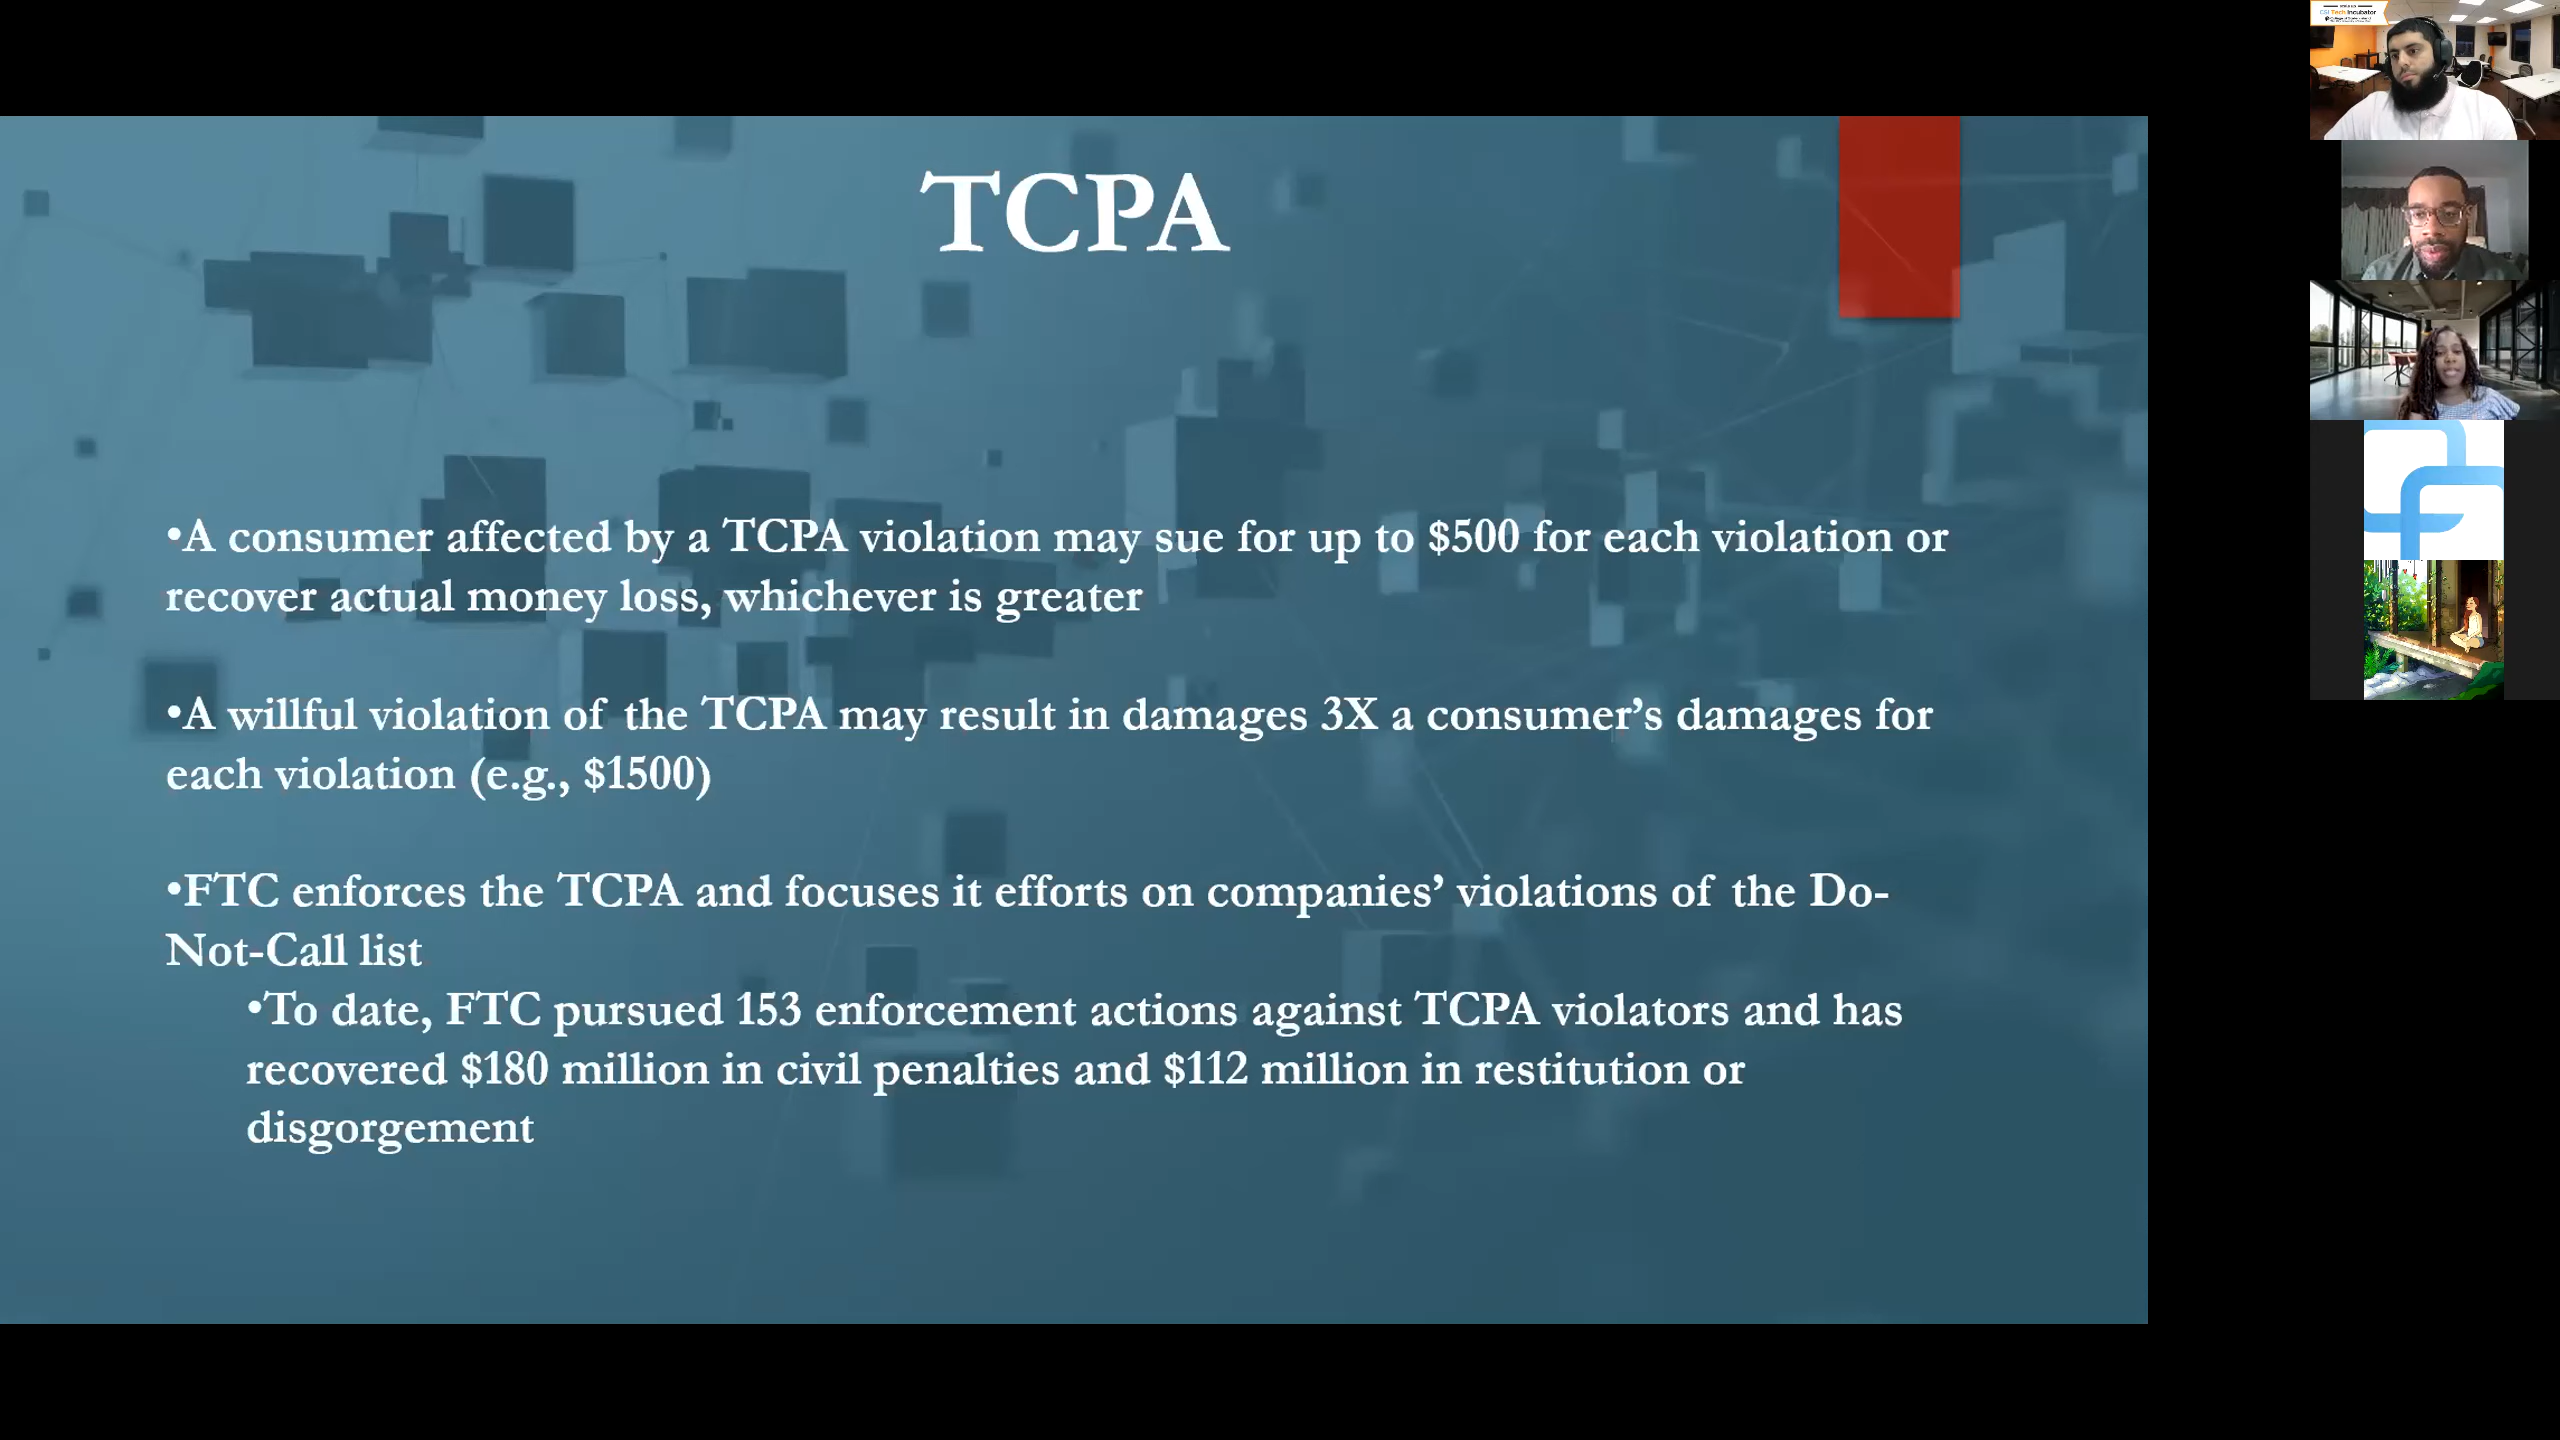 TCPA
•A consumer affected by a TCPA violation may sue for up to $500 for each violation or
recover actual money loss, whichever is greater
•A willful violation of the TCPA may result in damages 3X a consumer’s damages for
each violation (e.g., $1500)
•FTC enforces the TCPA and focuses it efforts on companies’ violations of the Do-
Not-Call list
•To date, FTC pursued 153 enforcement actions against TCPA violators and has
recovered $180 million in civil penalties and $112 million in restitution or
disgorgement
CSI Tech Incubator